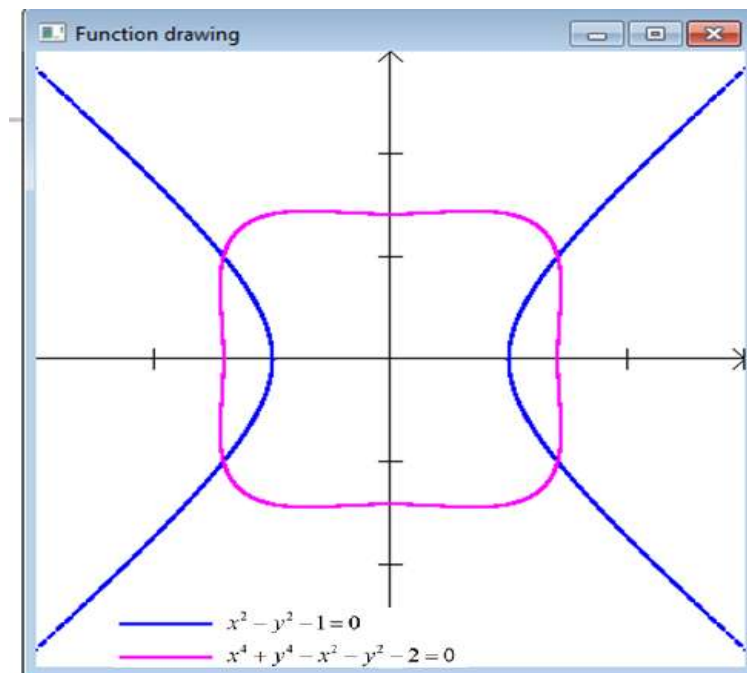 Function drawing
x² − y² − 1 = 0
x⁴ + y⁴ − x² − y² − 2 = 0